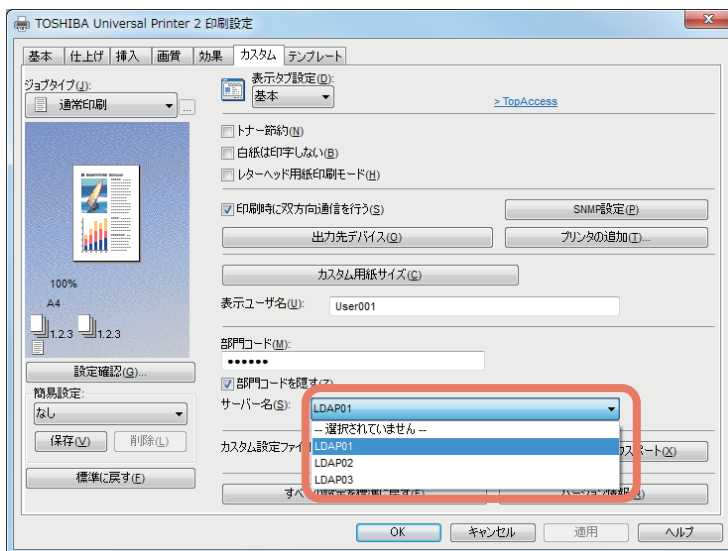 TOSHIBA Universal Printer 2 印刷設定
基本 仕上げ 挿入 画質 効果 カスタム テンプレート
ジョブタイプ(J):
通常印刷
...
100%
A4
1.2.3 1.2.3
設定確認(G)...
簡易設定:
なし
保存(V) 削除(L)
標準に戻す(F)
表示タブ設定(D):
基本
> TopAccess
トナー節約(N)
白紙は印字しない(B)
レターヘッド用紙印刷モード(H)
印刷時に双方向通信を行う(S) SNMP設定(P)
出力先デバイス(O) プリンタの追加(T)...
カスタム用紙サイズ(C)
表示ユーザ名(U): User001
部門コード(M):
••••••
部門コードを隠す(Z)
サーバー名(S): LDAP01
-- 選択されていません --
カスタム設定ファイ LDAP01 スポート(X)
LDAP02
LDAP03
OK キャンセル 適用 ヘルプ